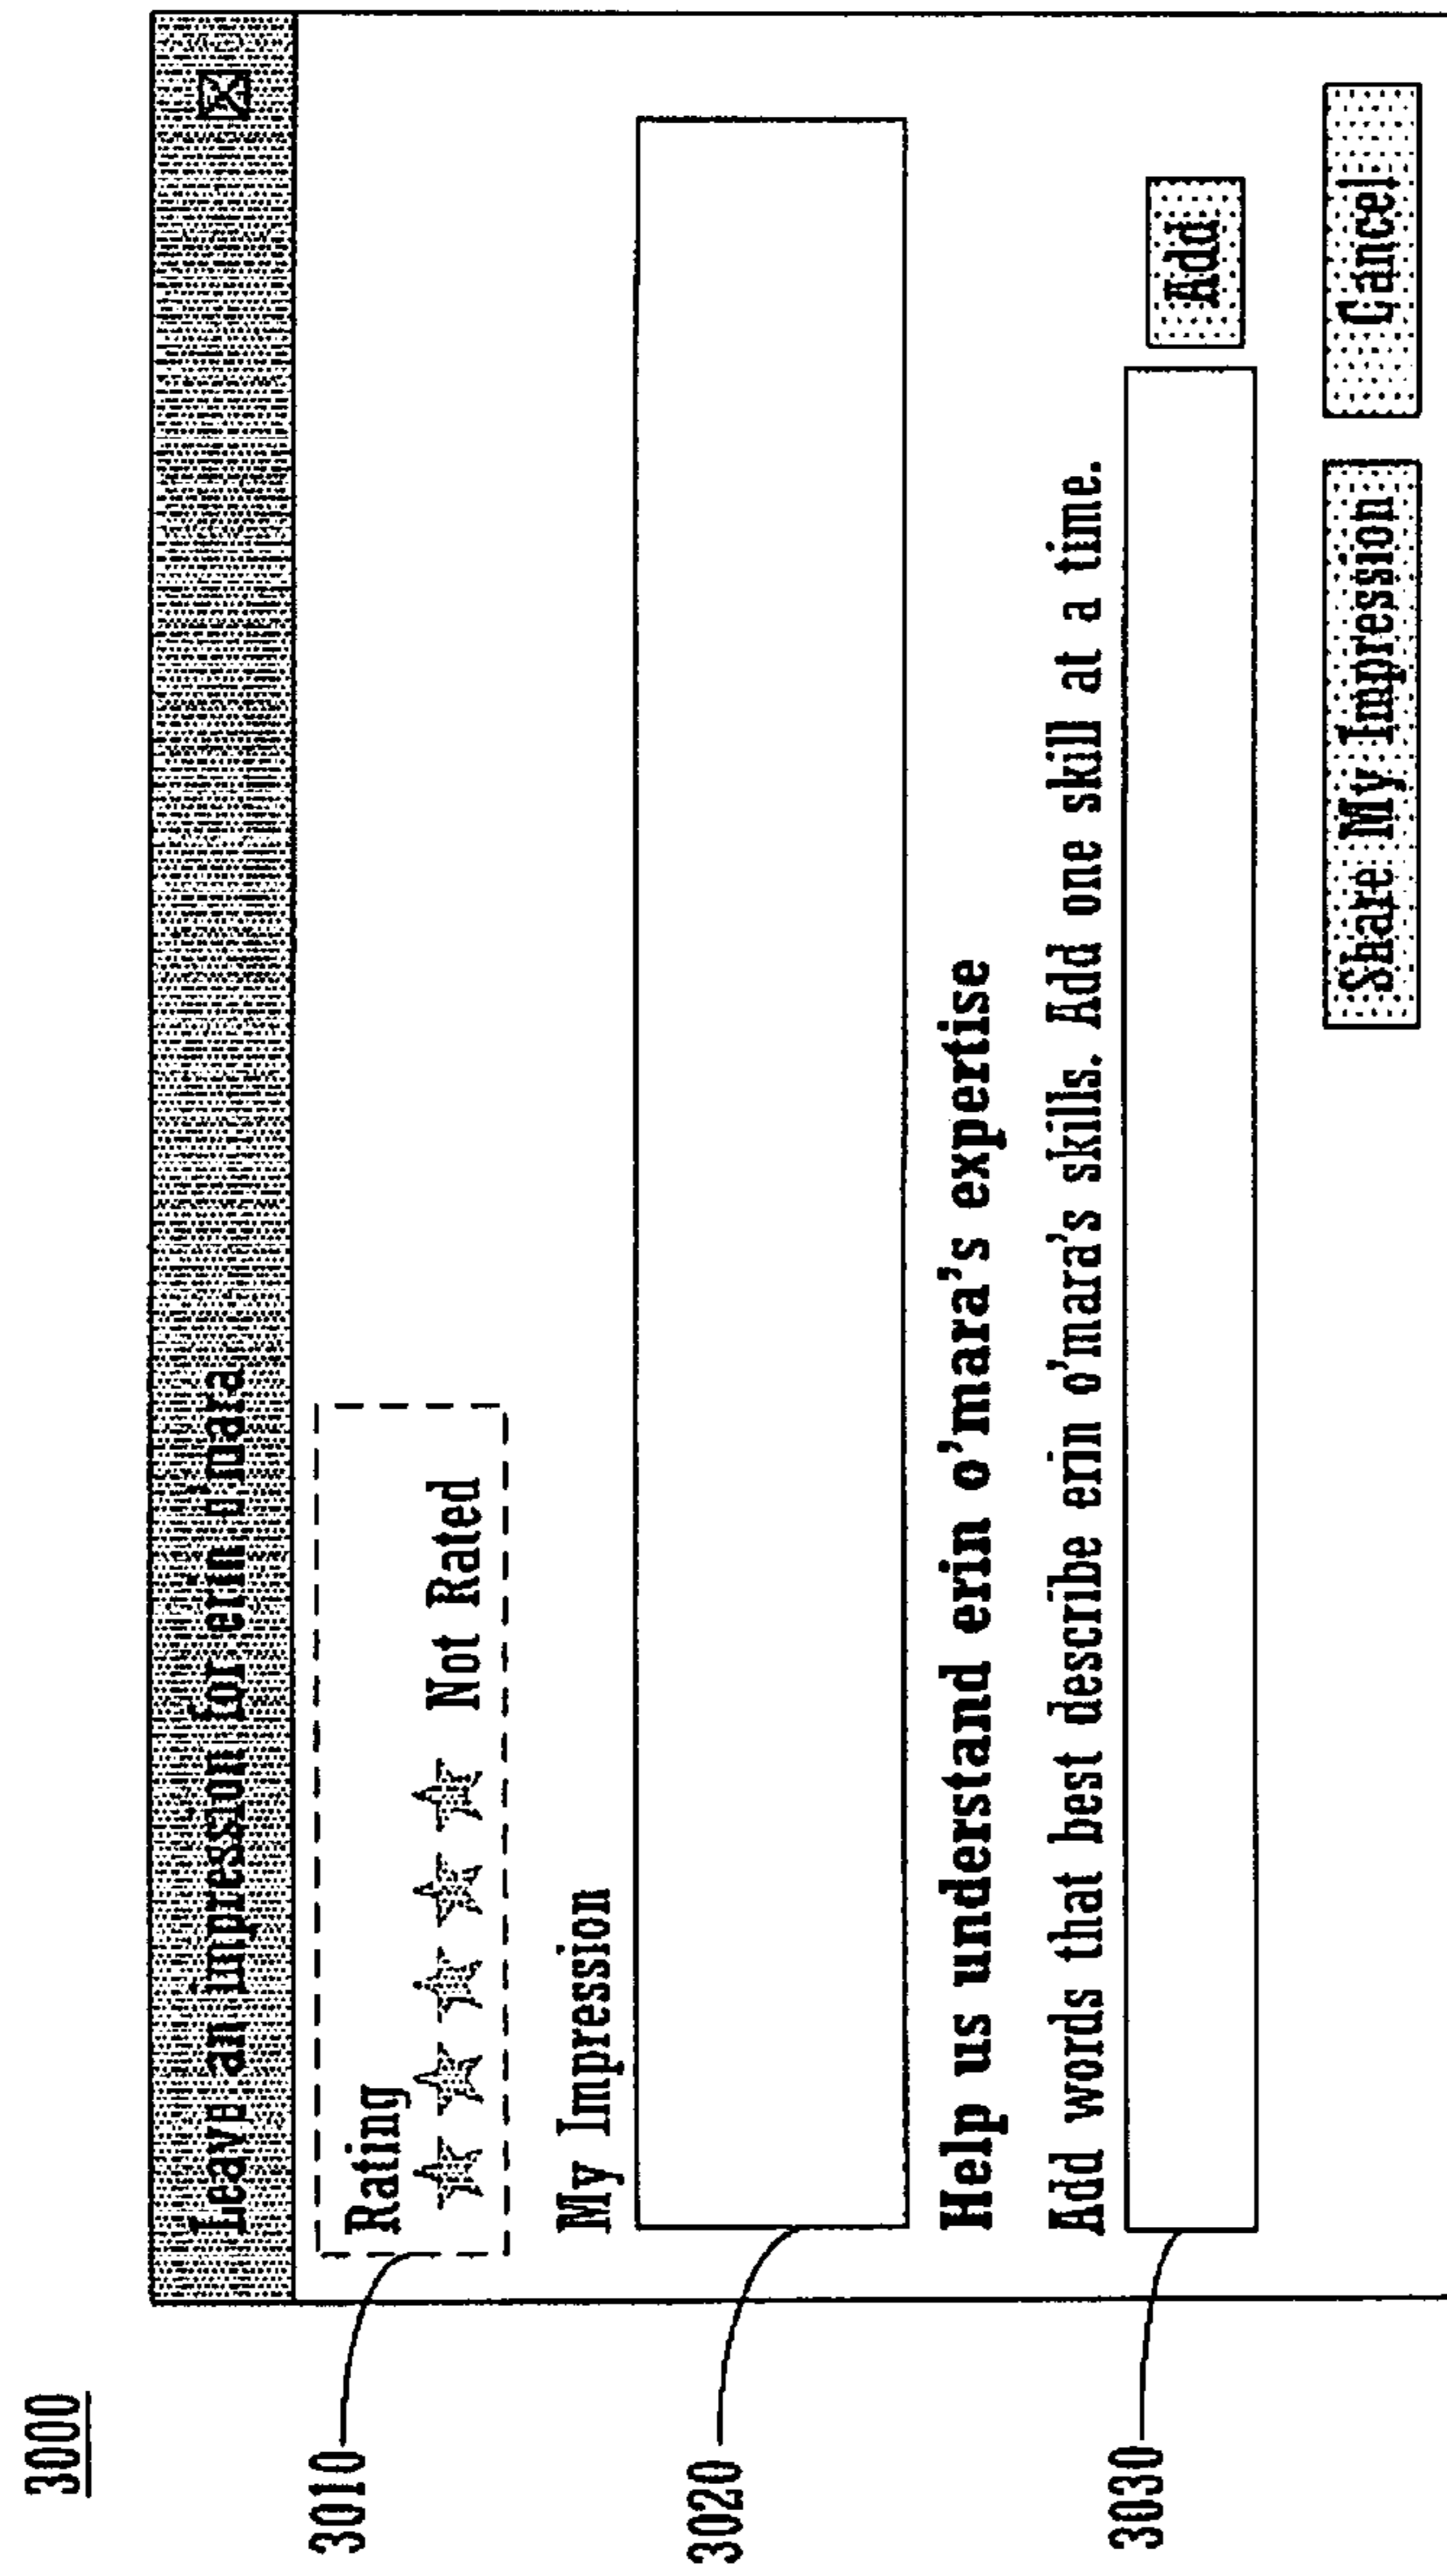 3000
Leave an impression for erin o'mara
3010
Rating
Not Rated
My Impression
3020
Help us understand erin o'mara's expertise
Add words that best describe erin o'mara's skills. Add one skill at a time.
3030
Add
Share My Impression
Cancel